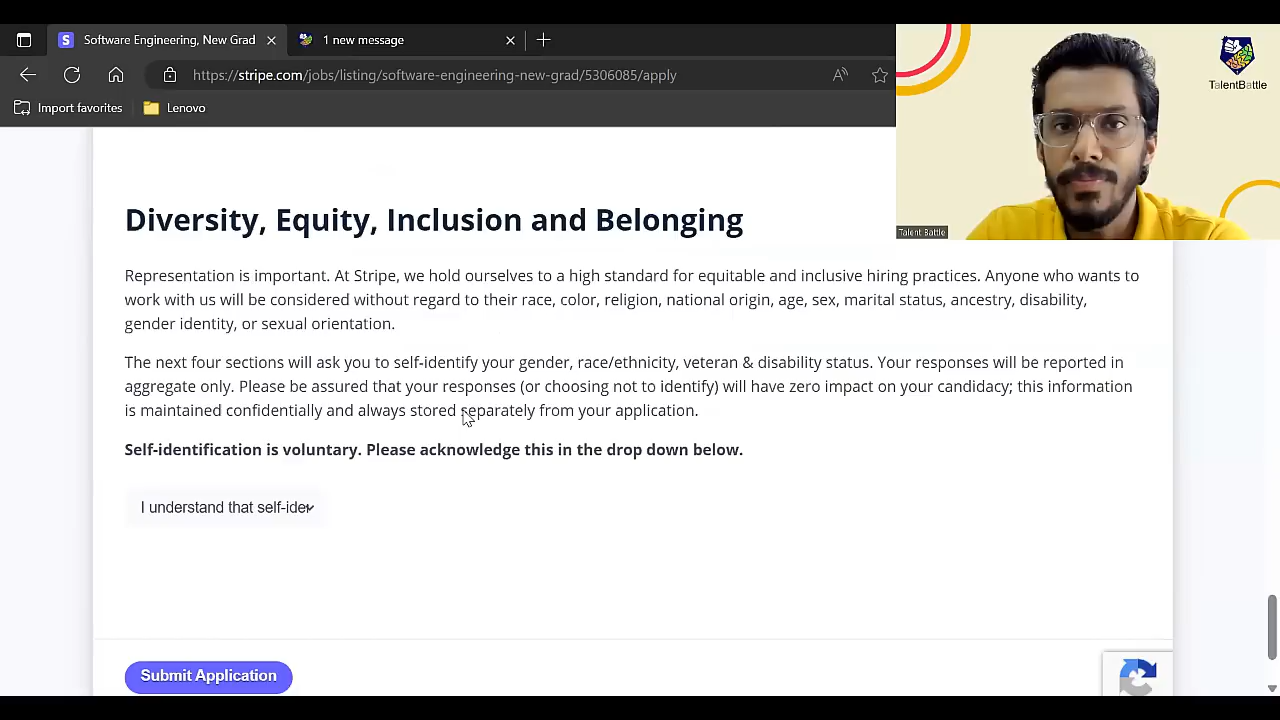 Software Engineering, New Grad
1 new message
https://stripe.com/jobs/listing/software-engineering-new-grad/5306085/apply
Import favorites
Lenovo
TalentBattle
Talent Battle
Diversity, Equity, Inclusion and Belonging
Representation is important. At Stripe, we hold ourselves to a high standard for equitable and inclusive hiring practices. Anyone who wants to
work with us will be considered without regard to their race, color, religion, national origin, age, sex, marital status, ancestry, disability,
gender identity, or sexual orientation.
The next four sections will ask you to self-identify your gender, race/ethnicity, veteran & disability status. Your responses will be reported in
aggregate only. Please be assured that your responses (or choosing not to identify) will have zero impact on your candidacy; this information
is maintained confidentially and always stored separately from your application.
Self-identification is voluntary. Please acknowledge this in the drop down below.
I understand that self-iden
Submit Application